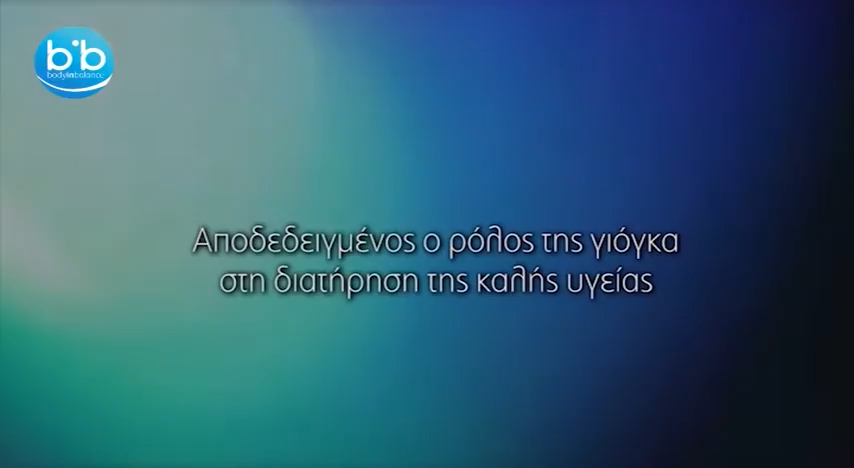 bib
bodyinbalance
Αποδεδειγμένος ο ρόλος της γιόγκα
στη διατήρηση της καλής υγείας